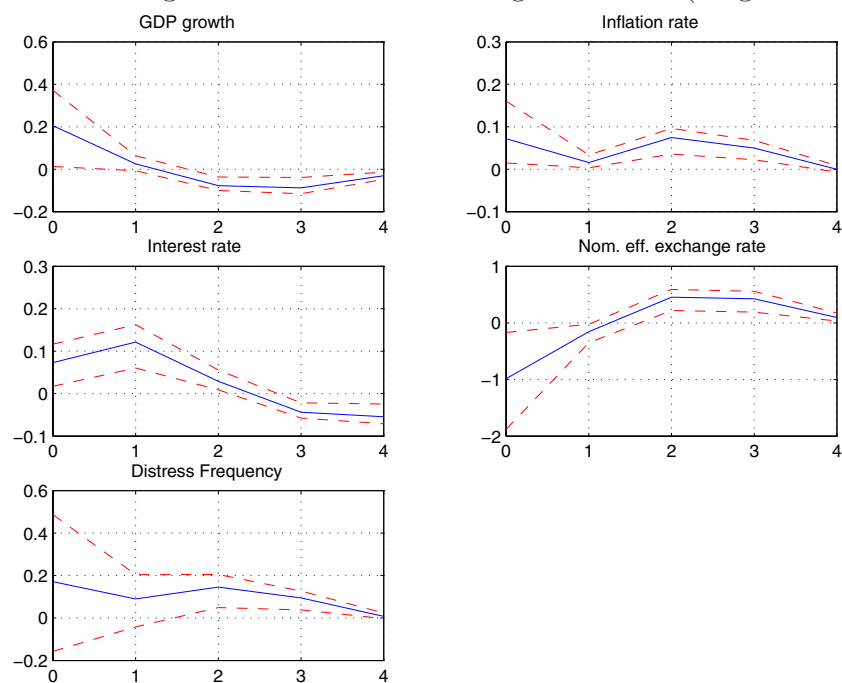 GDP growth
0.6
0.4
0.2
0
−0.2
0 1 2 3 4
Inflation rate
0.3
0.2
0.1
0
−0.1
0 1 2 3 4
Interest rate
0.3
0.2
0.1
0
−0.1
0 1 2 3 4
Nom. eff. exchange rate
1
0
−1
−2
0 1 2 3 4
Distress Frequency
0.6
0.4
0.2
0
−0.2
0 1 2 3 4